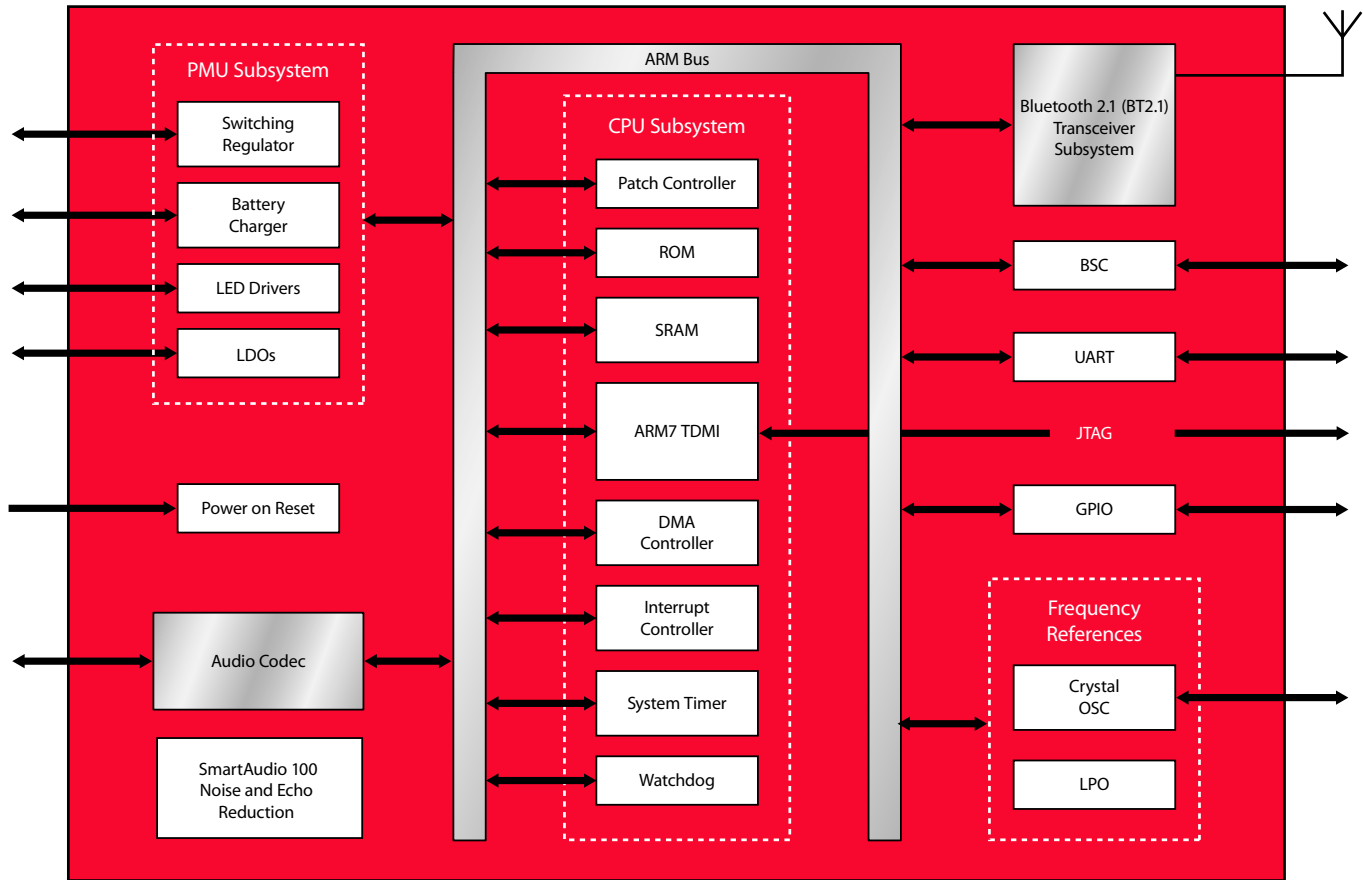 PMU Subsystem
Switching
Regulator
Battery
Charger
LED Drivers
LDOs
Power on Reset
Audio Codec
SmartAudio 100
Noise and Echo
Reduction
ARM Bus
CPU Subsystem
Patch Controller
ROM
SRAM
ARM7 TDMI
DMA
Controller
Interrupt
Controller
System Timer
Watchdog
Bluetooth 2.1 (BT2.1)
Transceiver
Subsystem
BSC
UART
JTAG
GPIO
Frequency
References
Crystal
OSC
LPO